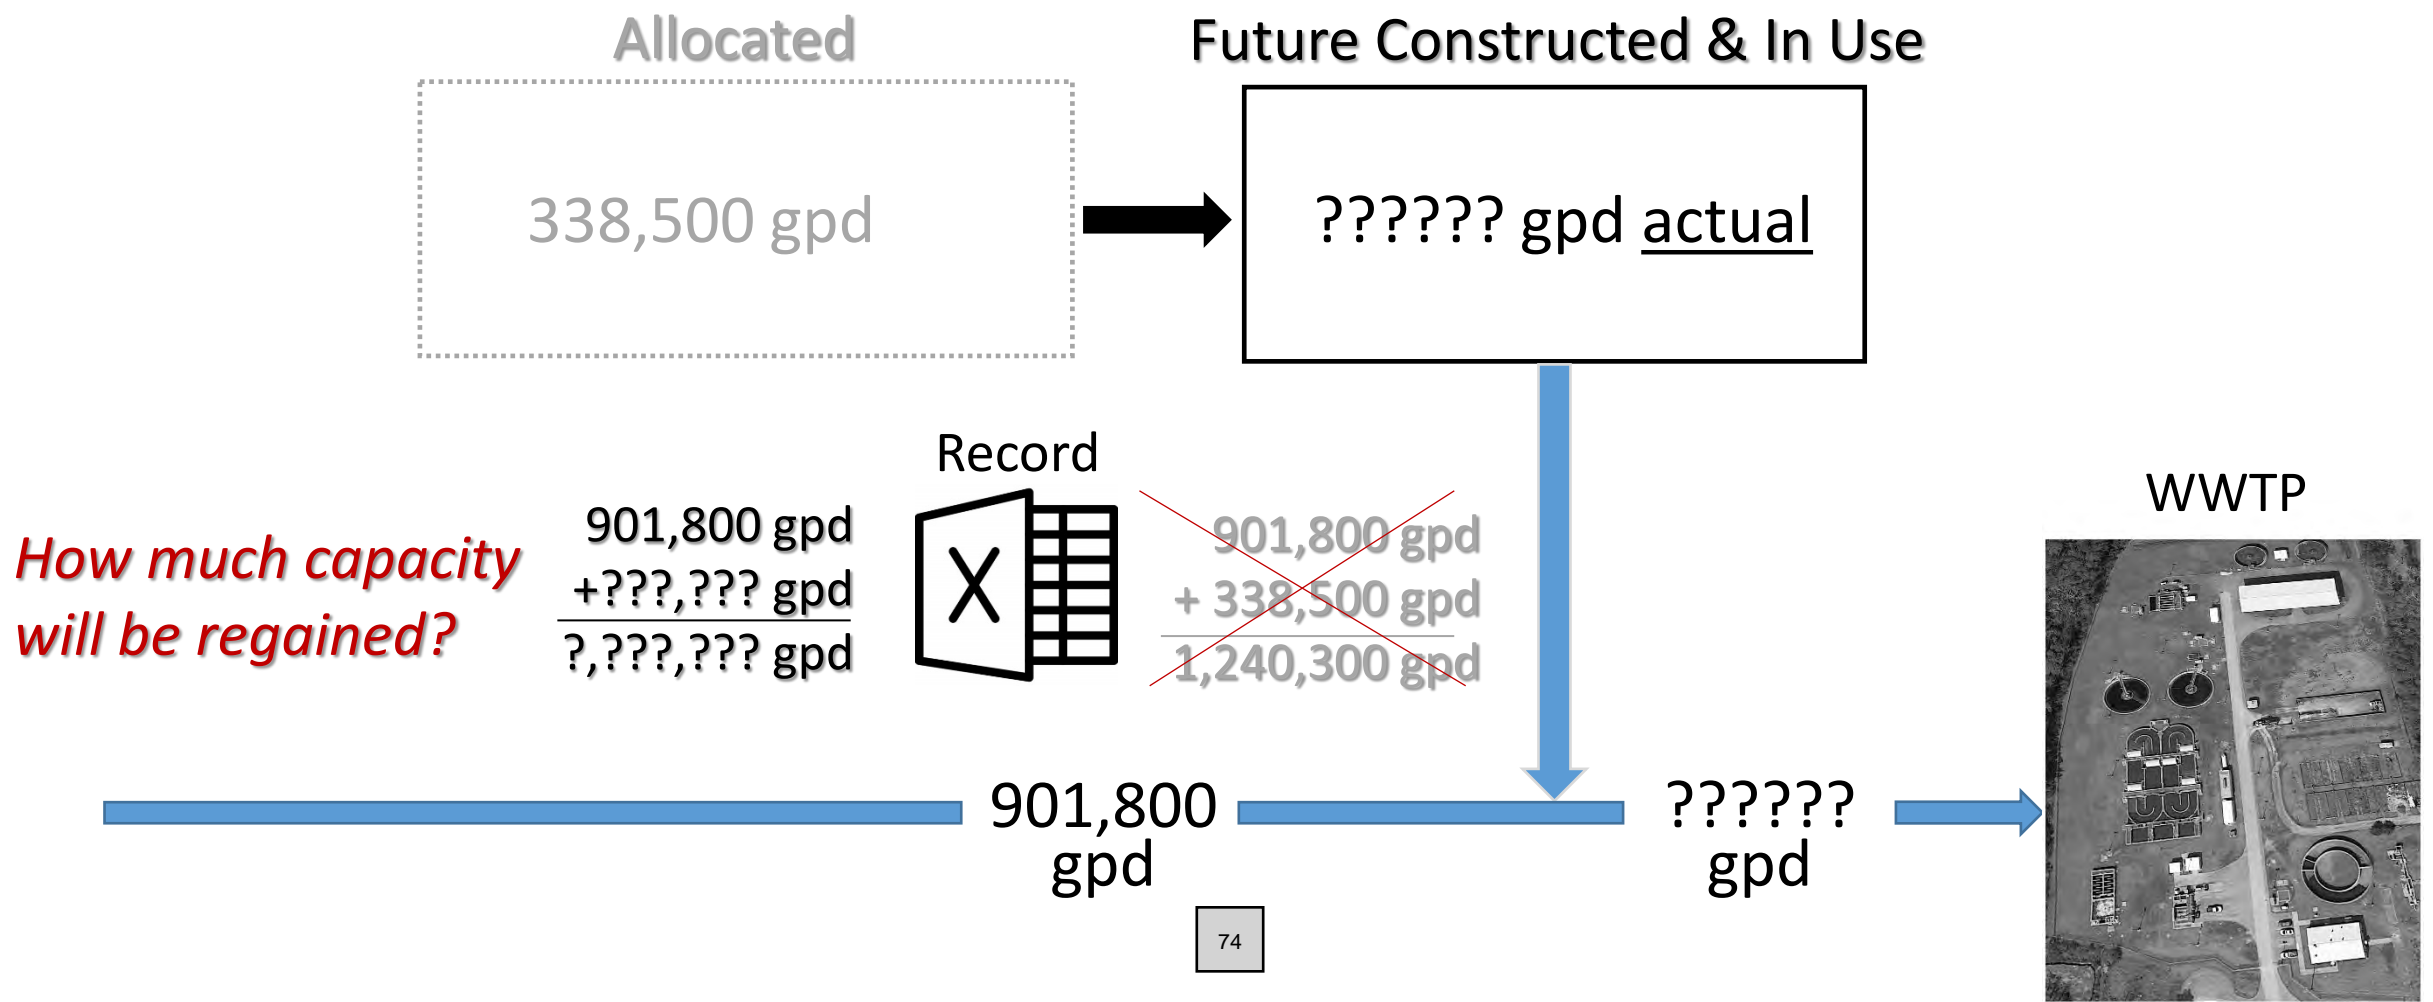 Allocated
Future Constructed & In Use
338,500 gpd
?????? gpd actual
Record
WWTP
How much capacity
will be regained?
901,800 gpd
+???,??? gpd
?,???,??? gpd
X
901,800 gpd
+ 338,500 gpd
1,240,300 gpd
901,800
gpd
??????
gpd
74